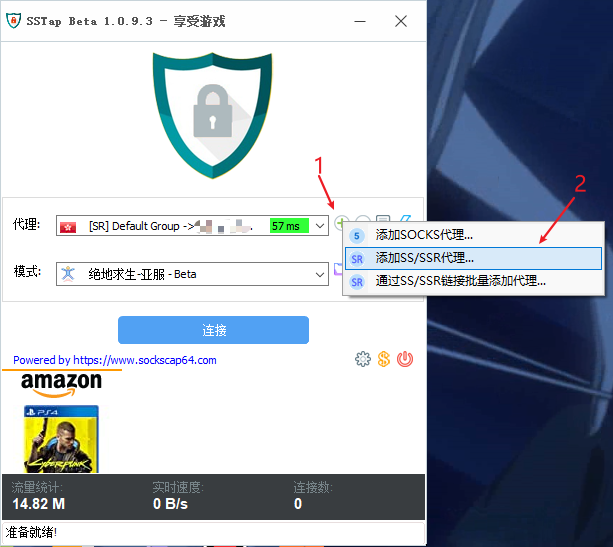 SSTap Beta 1.0.9.3 - 享受游戏
1
2
代理:
[SR] Default Group ->
57 ms
S 添加SOCKS代理...
SR 添加SS/SSR代理...
SR 通过SS/SSR链接批量添加代理...
模式:
绝地求生-亚服 - Beta
连接
Powered by https://www.sockscap64.com
amazon
PS4
Cyberpunk
流量统计:
实时速度:
连接数:
14.82 M
0 B/s
0
准备就绪!